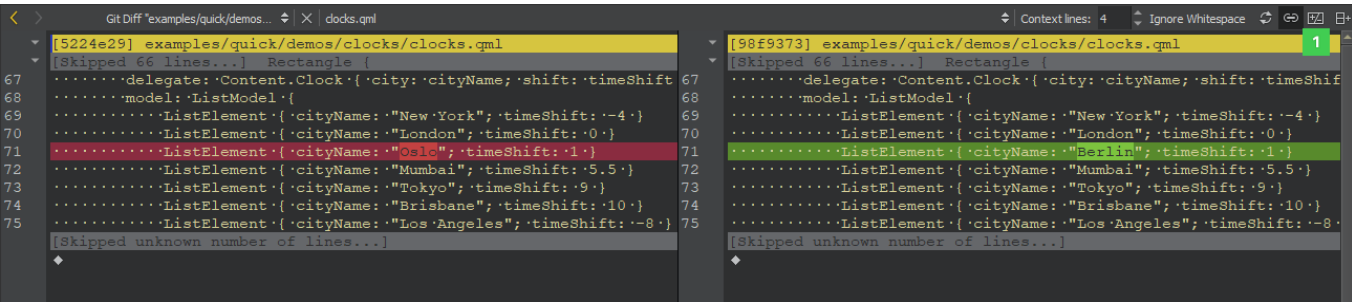 Git Diff "examples/quick/demos... clocks.qml Context lines: 4 Ignore Whitespace
1
[5224e29] examples/quick/demos/clocks/clocks.qml
[Skipped 66 lines...] Rectangle {
67 ········delegate:·Content.Clock·{·city:·cityName;·shift:·timeShift
68 ········model:·ListModel·{
69 ············ListElement·{·cityName:·"New·York";·timeShift:·-4·}
70 ············ListElement·{·cityName:·"London";·timeShift:·0·}
71 ············ListElement·{·cityName:·"Oslo";·timeShift:·1·}
72 ············ListElement·{·cityName:·"Mumbai";·timeShift:·5.5·}
73 ············ListElement·{·cityName:·"Tokyo";·timeShift:·9·}
74 ············ListElement·{·cityName:·"Brisbane";·timeShift:·10·}
75 ············ListElement·{·cityName:·"Los·Angeles";·timeShift:·-8·}
[Skipped unknown number of lines...]
[98f9373] examples/quick/demos/clocks/clocks.qml
[Skipped 66 lines...] Rectangle {
67 ········delegate:·Content.Clock·{·city:·cityName;·shift:·timeShif
68 ········model:·ListModel·{
69 ············ListElement·{·cityName:·"New·York";·timeShift:·-4·}
70 ············ListElement·{·cityName:·"London";·timeShift:·0·}
71 ············ListElement·{·cityName:·"Berlin";·timeShift:·1·}
72 ············ListElement·{·cityName:·"Mumbai";·timeShift:·5.5·}
73 ············ListElement·{·cityName:·"Tokyo";·timeShift:·9·}
74 ············ListElement·{·cityName:·"Brisbane";·timeShift:·10·}
75 ············ListElement·{·cityName:·"Los·Angeles";·timeShift:·-8·
[Skipped unknown number of lines...]